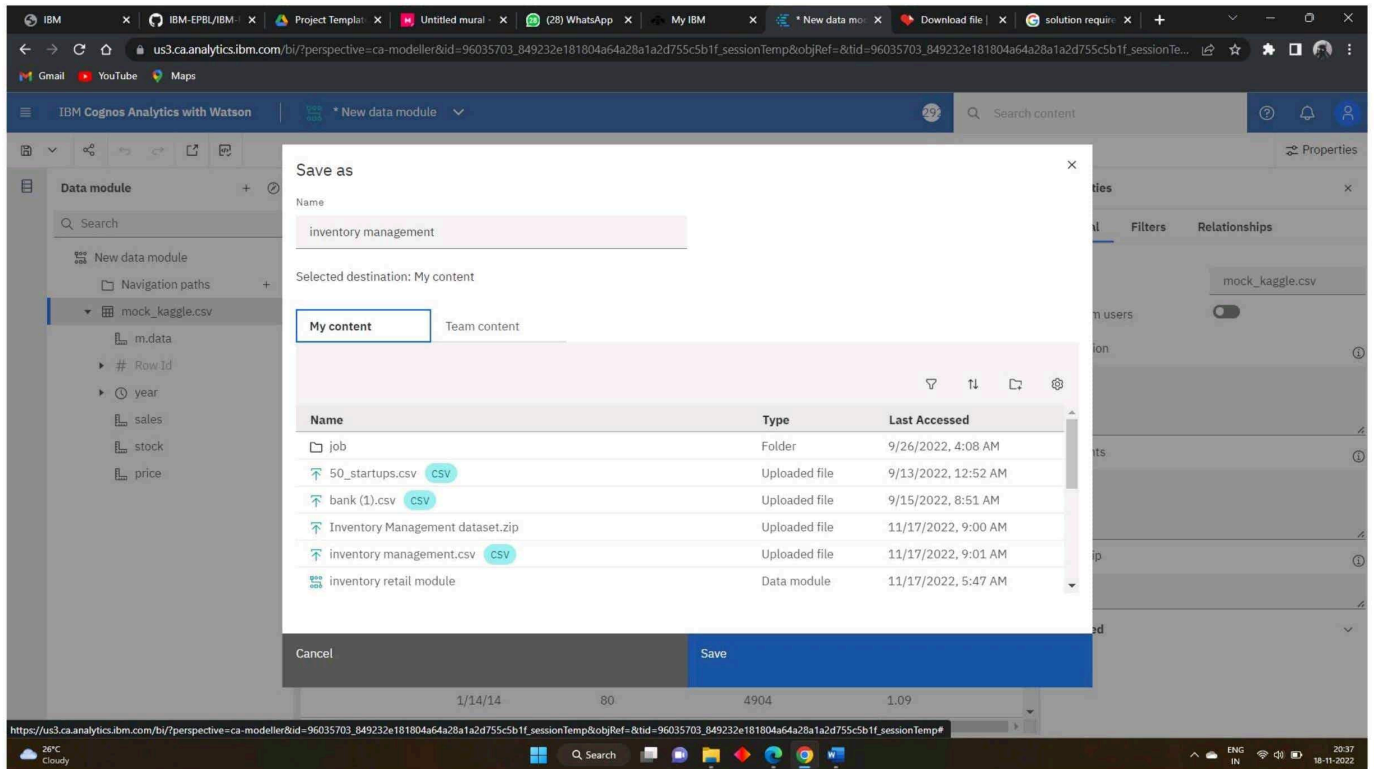 IBM
IBM-EPBL/IBM-
Project Templat
Untitled mural -
(28) WhatsApp
My IBM
* New data mod
Download file |
solution require
us3.ca.analytics.ibm.com/bi/?perspective=ca-modeller&id=96035703_849232e181804a64a28a1a2d755c5b1f_sessionTemp&objRef=&tid=96035703_849232e181804a64a28a1a2d755c5b1f_sessionTe...
Gmail YouTube Maps
IBM Cognos Analytics with Watson
* New data module
Search content
Properties
Data module
Search
New data module
Navigation paths
mock_kaggle.csv
m.data
# Row Id
year
sales
stock
price
Save as
Name
inventory management
Selected destination: My content
My content Team content
Name Type Last Accessed
job Folder 9/26/2022, 4:08 AM
50_startups.csv CSV Uploaded file 9/13/2022, 12:52 AM
bank (1).csv CSV Uploaded file 9/15/2022, 8:51 AM
Inventory Management dataset.zip Uploaded file 11/17/2022, 9:00 AM
inventory management.csv CSV Uploaded file 11/17/2022, 9:01 AM
inventory retail module Data module 11/17/2022, 5:47 AM
Cancel Save
ties
al Filters Relationships
mock_kaggle.csv
m users
ion
nts
ip
ed
1/14/14 80 4904 1.09
https://us3.ca.analytics.ibm.com/bi/?perspective=ca-modeller&id=96035703_849232e181804a64a28a1a2d755c5b1f_sessionTemp&objRef=&tid=96035703_849232e181804a64a28a1a2d755c5b1f_sessionTemp#
26°C
Cloudy
Search
ENG
IN
20:37
18-11-2022